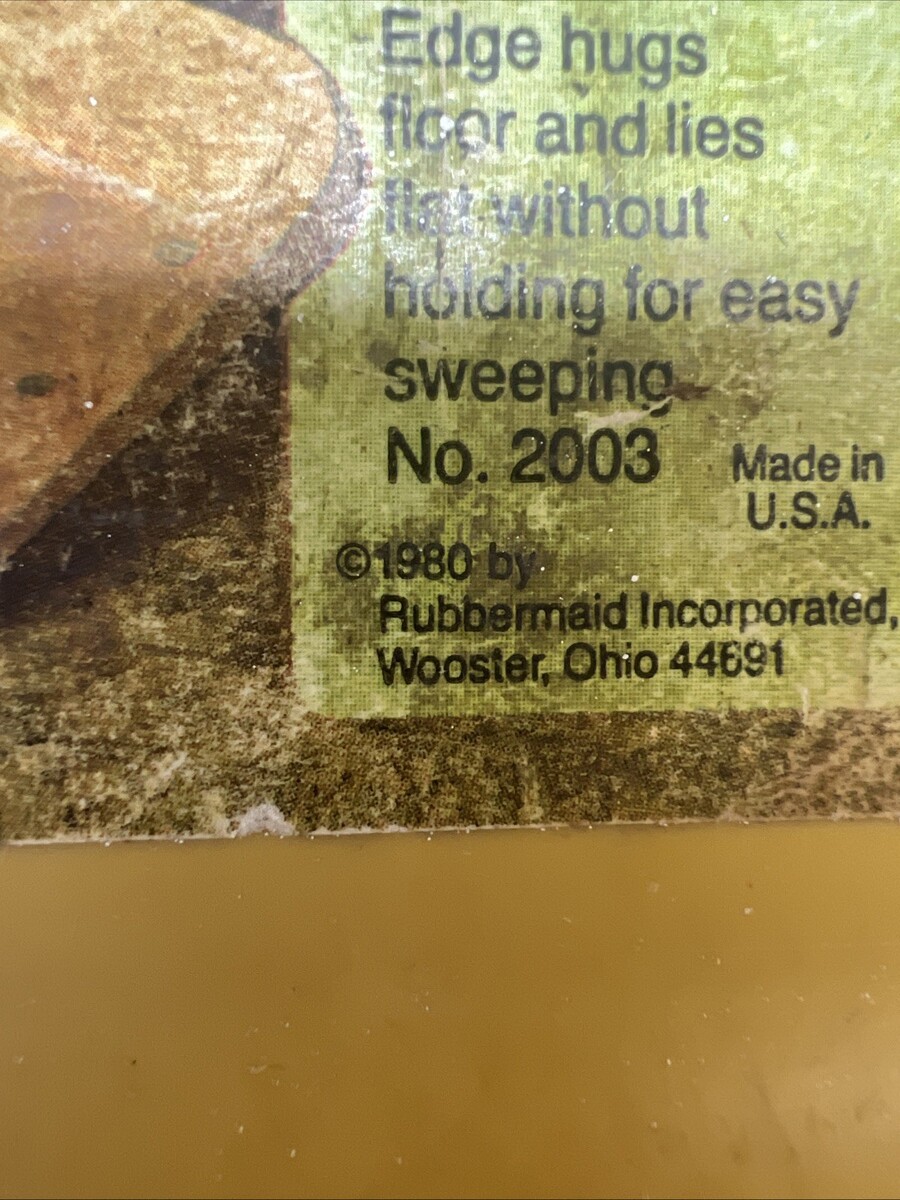 Edge hugs
floor and lies
flat without
holding for easy
sweeping
No. 2003
Made in
U.S.A.
©1980 by
Rubbermaid Incorporated,
Wooster, Ohio 44691